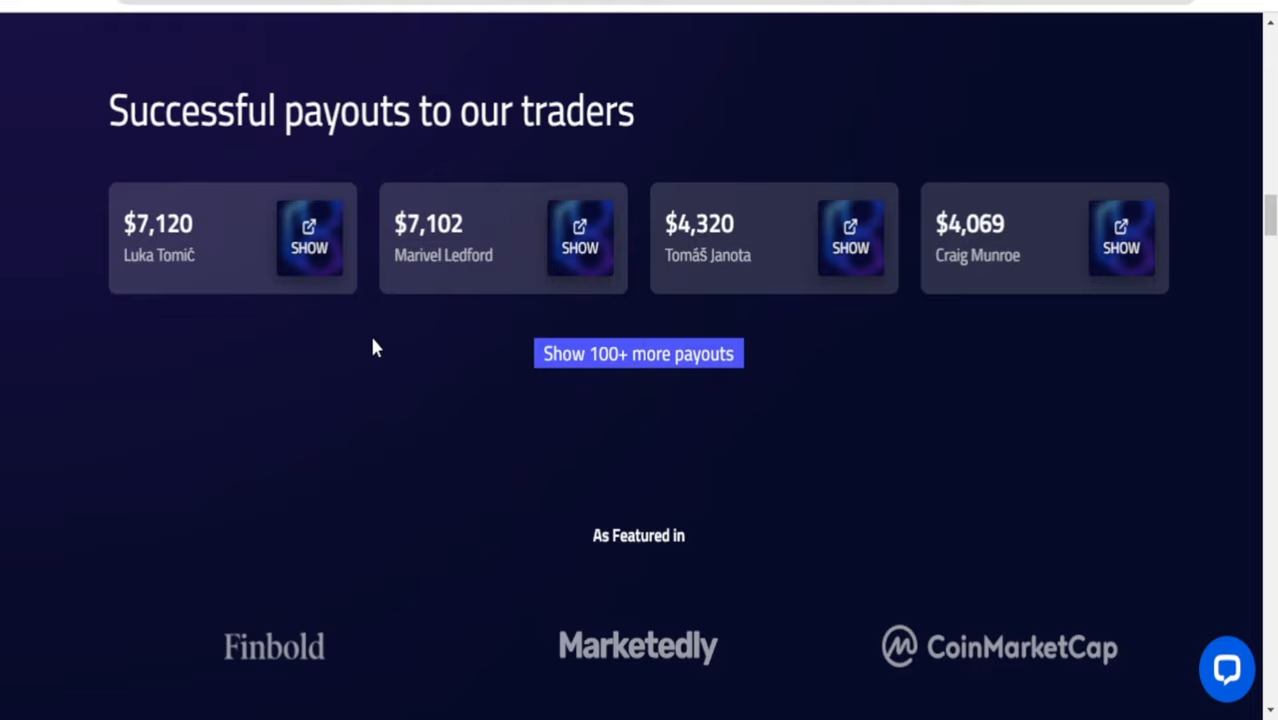 Successful payouts to our traders
$7,120
Luka Tomić
SHOW
$7,102
Marivel Ledford
SHOW
$4,320
Tomáš Janota
SHOW
$4,069
Craig Munroe
SHOW
Show 100+ more payouts
As Featured in
Finbold
Marketedly
CoinMarketCap